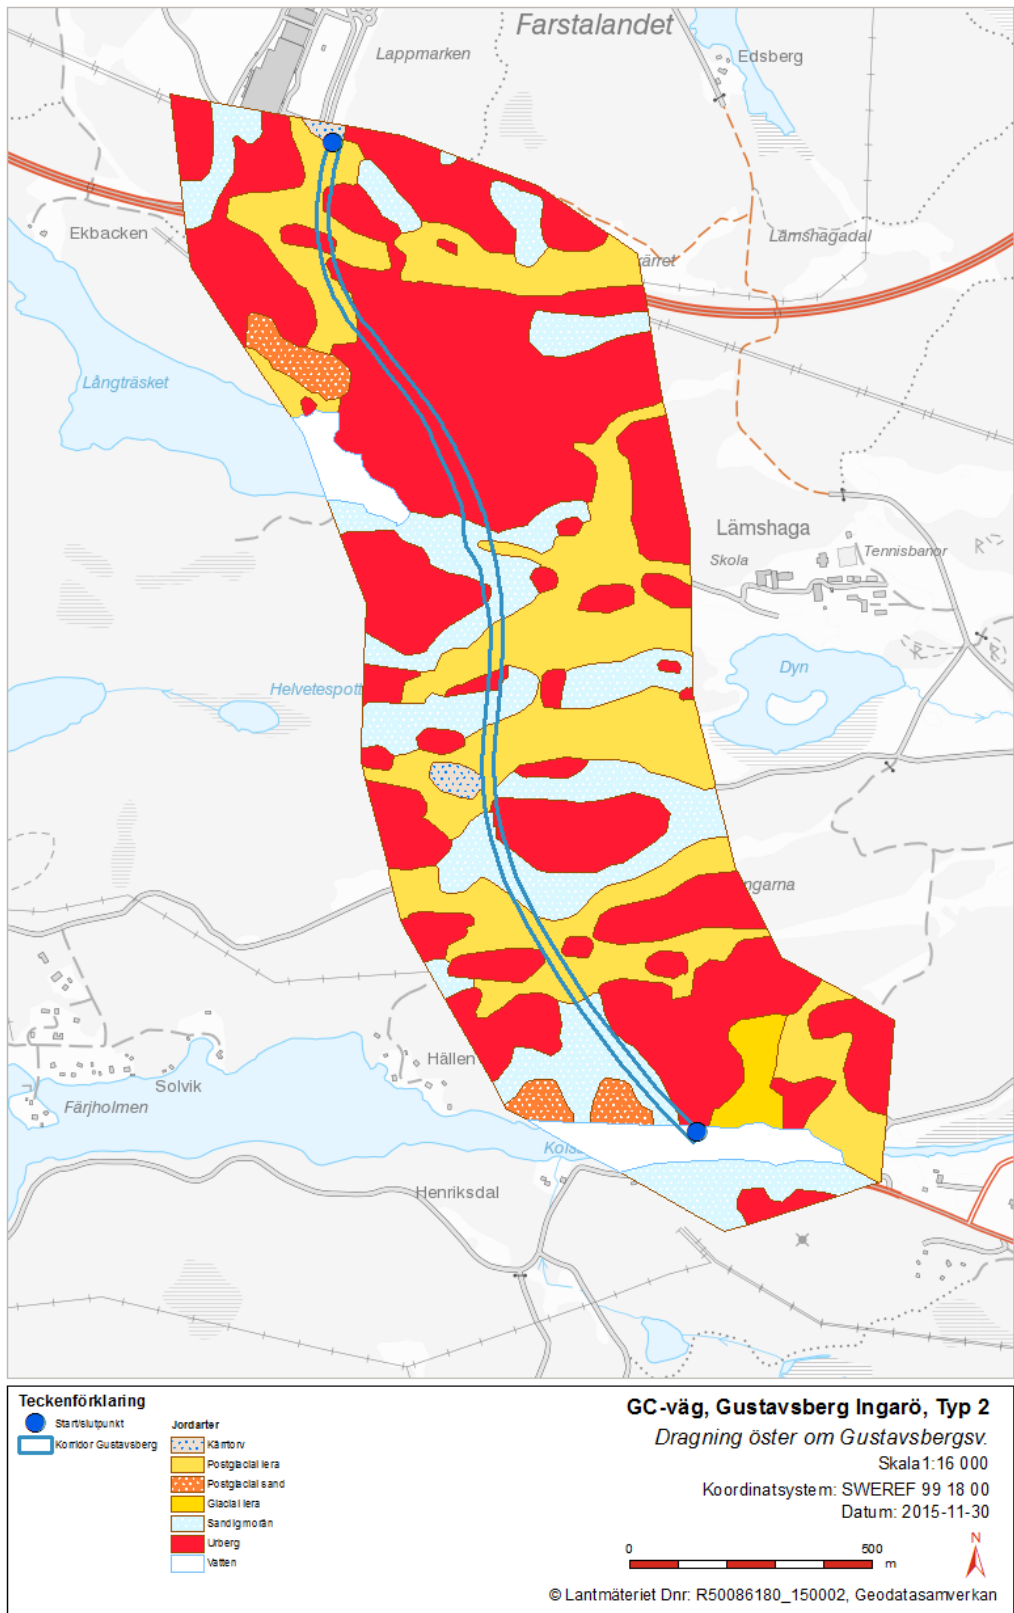 Farstalandet
Lappmarken
Edsberg
Ekbacken
Lämshagadal
ärret
Långträsket
Lämshaga
Skola
Tennisbanor
Dyn
Helvetespott
ngarna
Hällen
Solvik
Färjholmen
Henriksdal
Teckenförklaring
Start/slutpunkt
Korridor Gustavsberg
Jordarter
Kärrtorv
Postglacial lera
Postglacial sand
Glacial lera
Sandig morän
Urberg
Vatten
GC-väg, Gustavsberg Ingarö, Typ 2
Dragning öster om Gustavsbergsv.
Skala1:16 000
Koordinatsystem: SWEREF 99 18 00
Datum: 2015-11-30
N
0 500
m
© Lantmäteriet Dnr: R50086180_150002, Geodatasamverkan